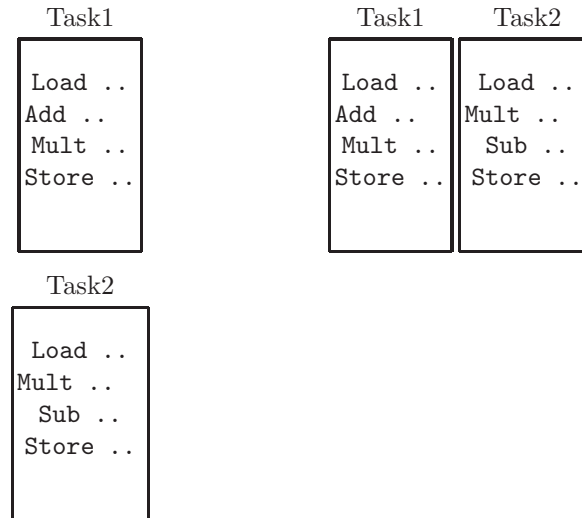 Task1
Load ..
Add ..
Mult ..
Store ..
Task2
Load ..
Mult ..
Sub ..
Store ..
Task1
Load ..
Add ..
Mult ..
Store ..
Task2
Load ..
Mult ..
Sub ..
Store ..